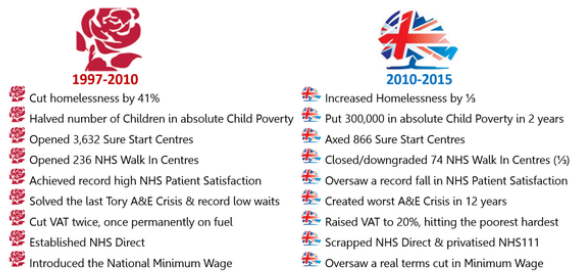 1997-2010
Cut homelessness by 41%
Halved number of Children in absolute Child Poverty
Opened 3,632 Sure Start Centres
Opened 236 NHS Walk In Centres
Achieved record high NHS Patient Satisfaction
Solved the last Tory A&E Crisis & record low waits
Cut VAT twice, once permanently on fuel
Established NHS Direct
Introduced the National Minimum Wage
2010-2015
Increased Homelessness by ⅓
Put 300,000 in absolute Child Poverty in 2 years
Axed 866 Sure Start Centres
Closed/downgraded 74 NHS Walk In Centres (⅓)
Oversaw a record fall in NHS Patient Satisfaction
Created worst A&E Crisis in 12 years
Raised VAT to 20%, hitting the poorest hardest
Scrapped NHS Direct & privatised NHS111
Oversaw a real terms cut in Minimum Wage